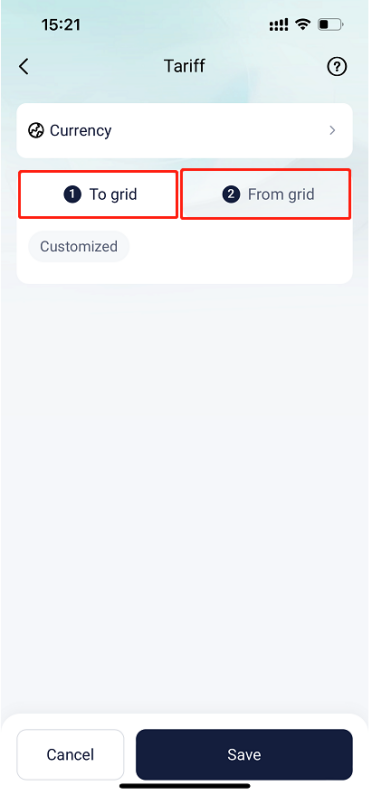 15:21
Tariff
Currency
1 To grid
2 From grid
Customized
Cancel
Save